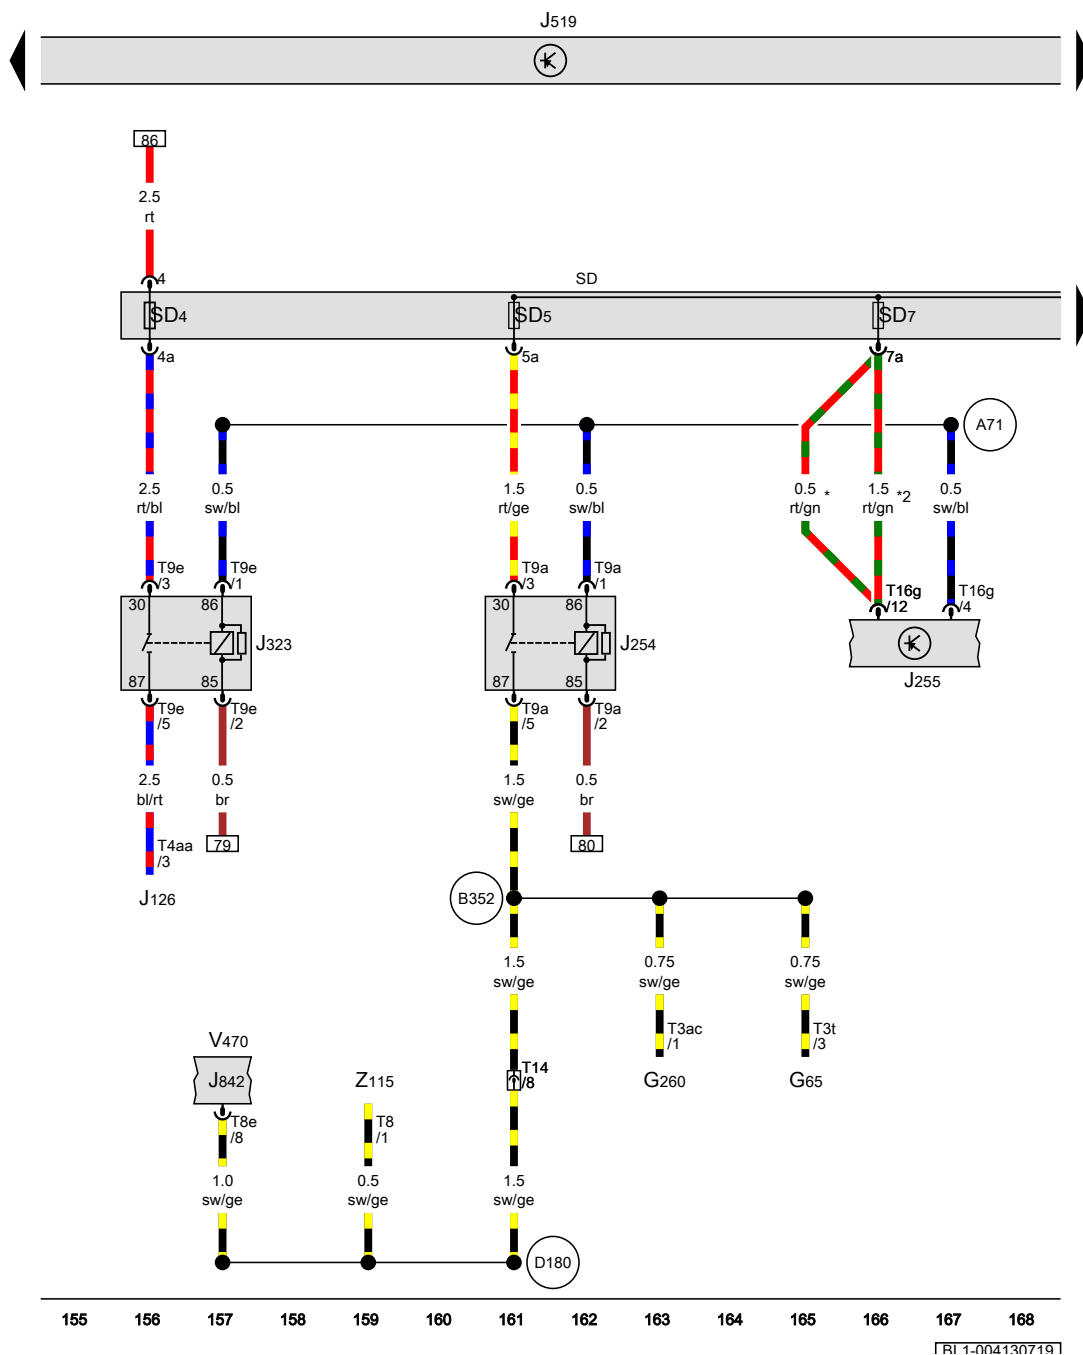 J519
86
2.5
rt
4
SD
SD4
SD5
SD7
4a
5a
7a
A71
2.5
rt/bl
0.5
sw/bl
1.5
rt/ge
0.5
sw/bl
0.5
rt/gn
*
1.5
rt/gn
*2
0.5
sw/bl
T9e
/3
T9e
/1
T9a
/3
T9a
/1
T16g
/12
T16g
/4
30
86
J323
87
85
30
86
J254
87
85
J255
T9e
/5
T9e
/2
T9a
/5
T9a
/2
2.5
bl/rt
0.5
br
1.5
sw/ge
0.5
br
T4aa
/3
79
80
J126
B352
1.5
sw/ge
0.75
sw/ge
0.75
sw/ge
T3ac
/1
T3t
/3
V470
J842
Z115
T14
/8
G260
G65
T8e
/8
T8
/1
1.0
sw/ge
0.5
sw/ge
1.5
sw/ge
D180
155 156 157 158 159 160 161 162 163 164 165 166 167 168
BL1-004130719